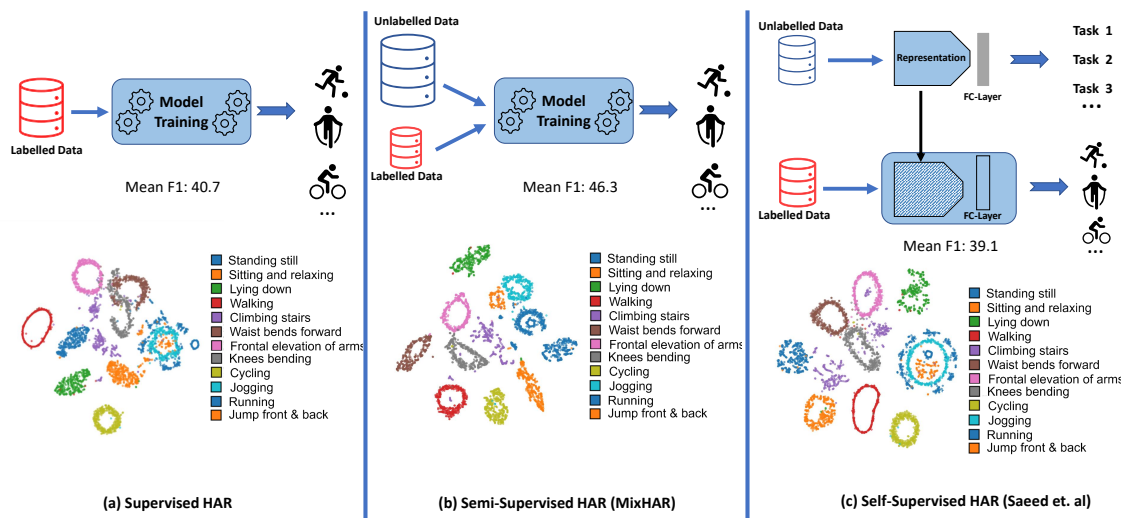 Labelled Data
Model
Training
Mean F1: 40.7
...
Standing still
Sitting and relaxing
Lying down
Walking
Climbing stairs
Waist bends forward
Frontal elevation of arms
Knees bending
Cycling
Jogging
Running
Jump front & back
(a) Supervised HAR
Unlabelled Data
Labelled Data
Model
Training
Mean F1: 46.3
...
Standing still
Sitting and relaxing
Lying down
Walking
Climbing stairs
Waist bends forward
Frontal elevation of arms
Knees bending
Cycling
Jogging
Running
Jump front & back
(b) Semi-Supervised HAR (MixHAR)
Unlabelled Data
Representation
FC-Layer
Task 1
Task 2
Task 3
...
Labelled Data
FC-Layer
...
Mean F1: 39.1
Standing still
Sitting and relaxing
Lying down
Walking
Climbing stairs
Waist bends forward
Frontal elevation of arms
Knees bending
Cycling
Jogging
Running
Jump front & back
(c) Self-Supervised HAR (Saeed et. al)